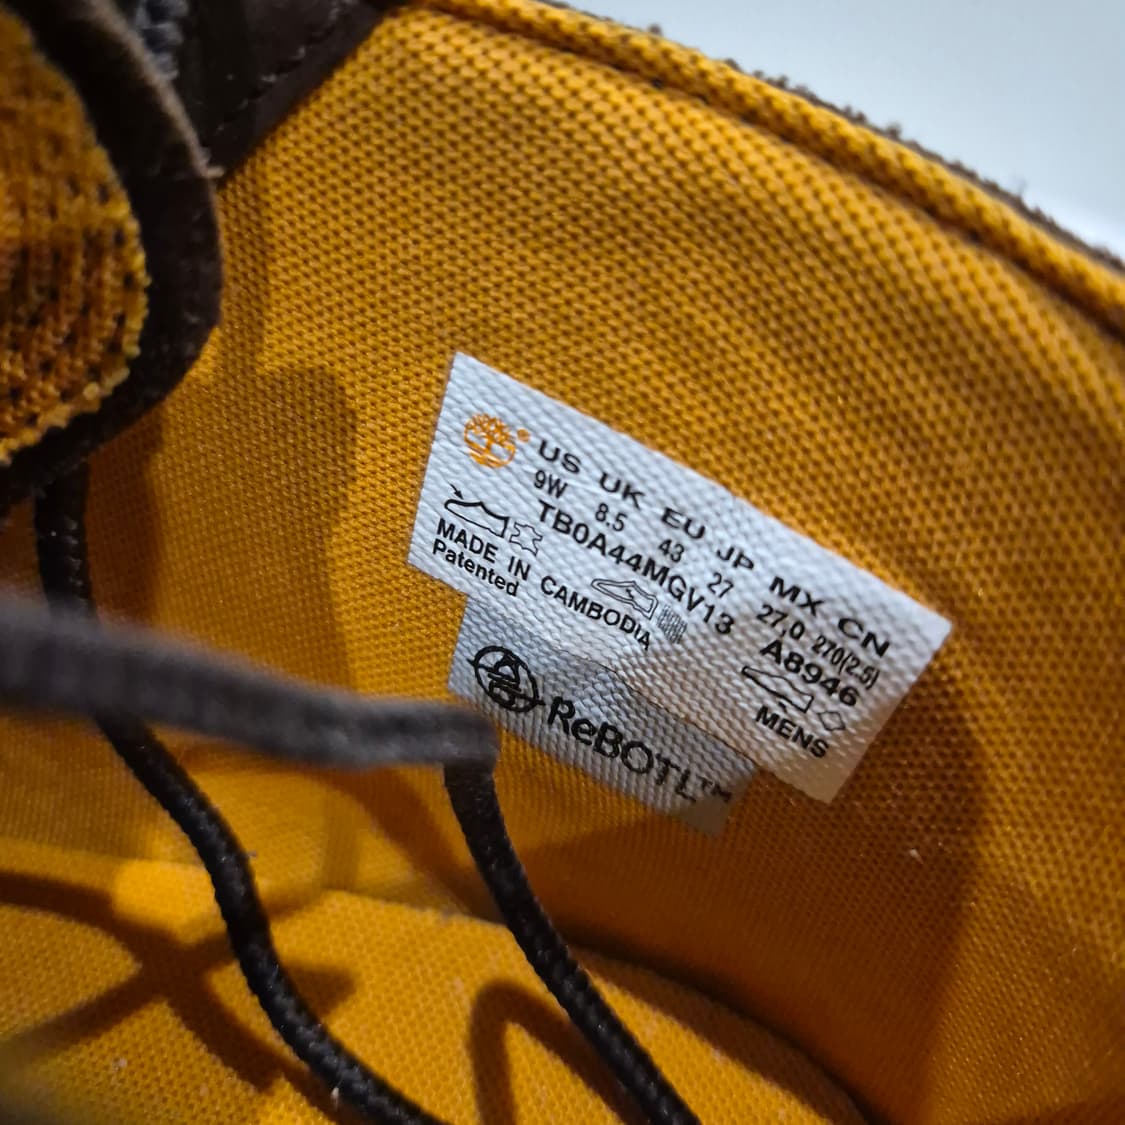 ® US UK EU JP MX CN
9W 8.5 43 27 27,0 270(2.5)
TB0A44MGV13 A8946
MADE IN CAMBODIA MENS
Patented
ReBOTL™